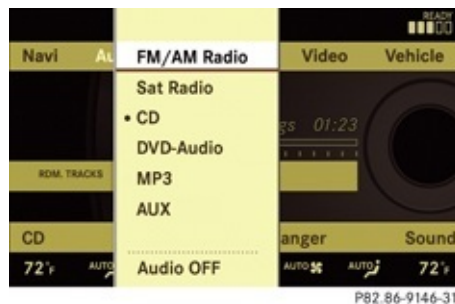 READY
Navi Au FM/AM Radio Video Vehicle
Sat Radio
• CD
gs 01:23
DVD-Audio
RDM. TRACKS MP3
AUX
CD anger Sound
72°F AUTO Audio OFF AUTO AUTO 72°F
P82.86-9146-31